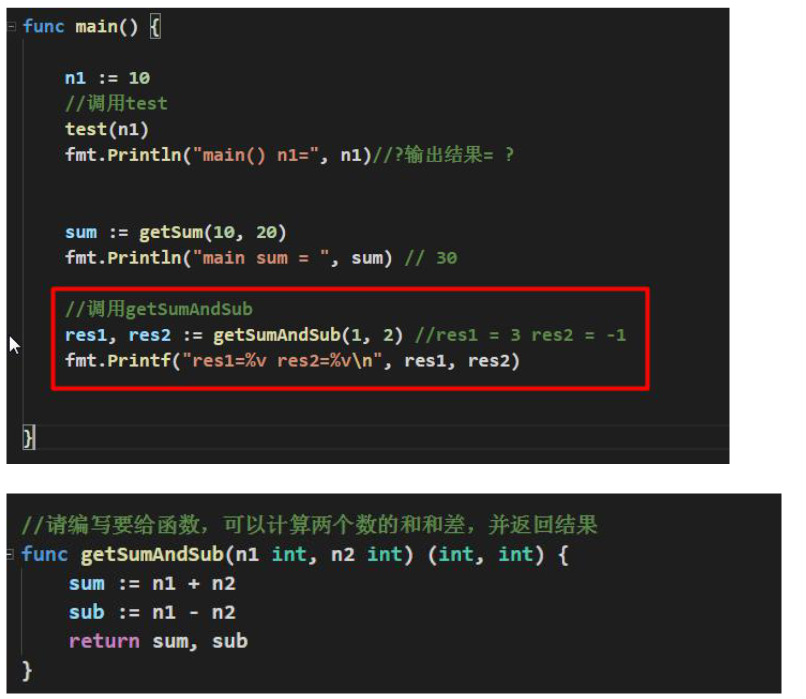 func main() {
n1 := 10
//调用test
test(n1)
fmt.Println("main() n1=", n1)//?输出结果= ?
sum := getSum(10, 20)
fmt.Println("main sum = ", sum) // 30
//调用getSumAndSub
res1, res2 := getSumAndSub(1, 2) //res1 = 3 res2 = -1
fmt.Printf("res1=%v res2=%v\n", res1, res2)
}
//请编写要给函数，可以计算两个数的和和差，并返回结果
func getSumAndSub(n1 int, n2 int) (int, int) {
sum := n1 + n2
sub := n1 - n2
return sum, sub
}